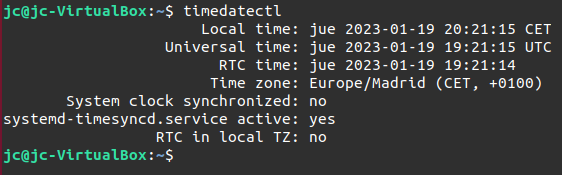 jc@jc-VirtualBox:~$ timedatectl
Local time: jue 2023-01-19 20:21:15 CET
Universal time: jue 2023-01-19 19:21:15 UTC
RTC time: jue 2023-01-19 19:21:14
Time zone: Europe/Madrid (CET, +0100)
System clock synchronized: no
systemd-timesyncd.service active: yes
RTC in local TZ: no
jc@jc-VirtualBox:~$